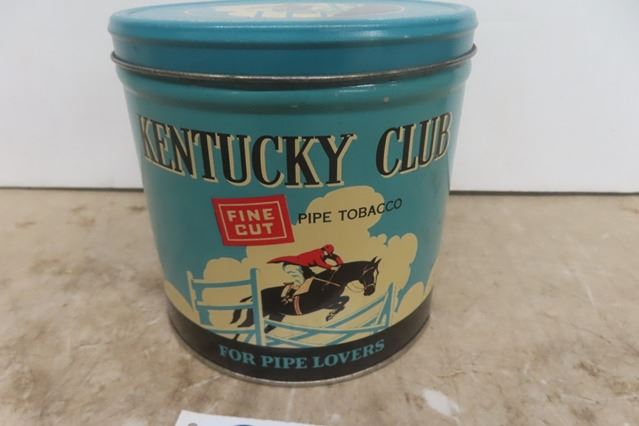 KENTUCKY CLUB
FINE
CUT
PIPE TOBACCO
FOR PIPE LOVERS